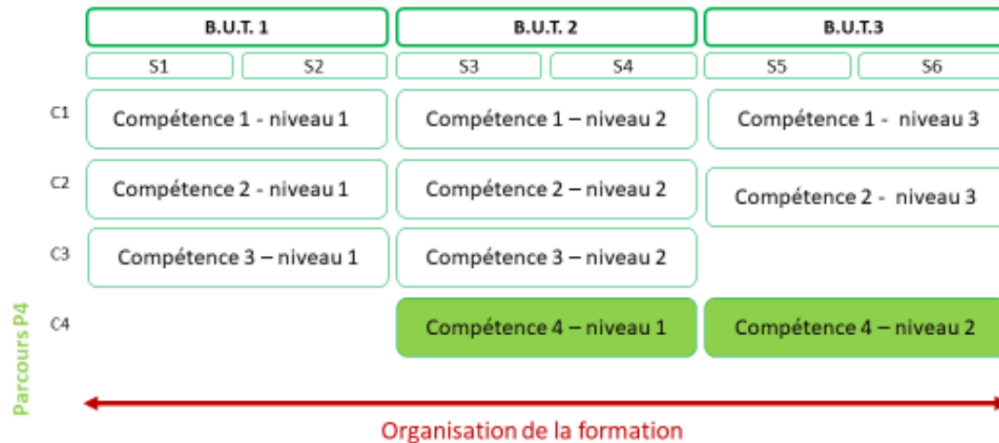 B.U.T. 1 B.U.T. 2 B.U.T.3
S1 S2 S3 S4 S5 S6
C1 Compétence 1 - niveau 1 Compétence 1 – niveau 2 Compétence 1 - niveau 3
C2 Compétence 2 - niveau 1 Compétence 2 – niveau 2 Compétence 2 - niveau 3
C3 Compétence 3 – niveau 1 Compétence 3 – niveau 2
C4 Compétence 4 – niveau 1 Compétence 4 – niveau 2
Parcours P4
Organisation de la formation